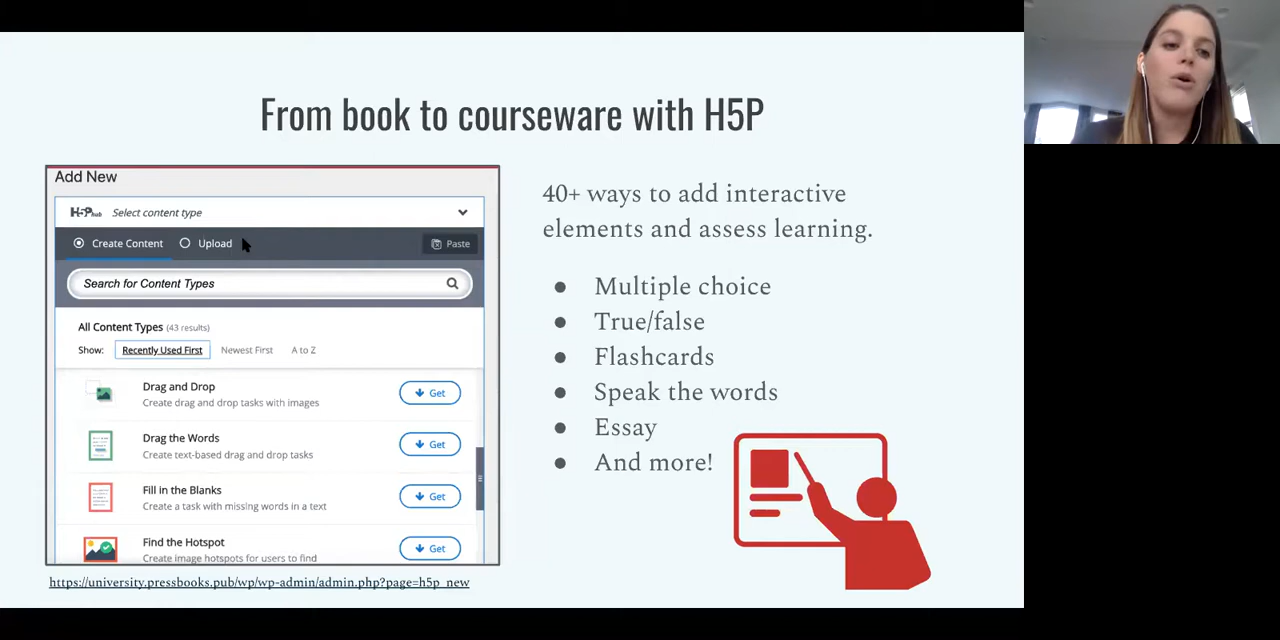 From book to courseware with H5P
Add New
H5P hub Select content type
Create Content Upload Paste
Search for Content Types
All Content Types (43 results)
Show: Recently Used First Newest First A to Z
Drag and Drop
Create drag and drop tasks with images
Get
Drag the Words
Create text-based drag and drop tasks
Get
Fill in the Blanks
Create a task with missing words in a text
Get
Find the Hotspot
Create image hotspots for users to find
Get
https://university.pressbooks.pub/wp/wp-admin/admin.php?page=h5p_new
40+ ways to add interactive
elements and assess learning.
● Multiple choice
● True/false
● Flashcards
● Speak the words
● Essay
● And more!